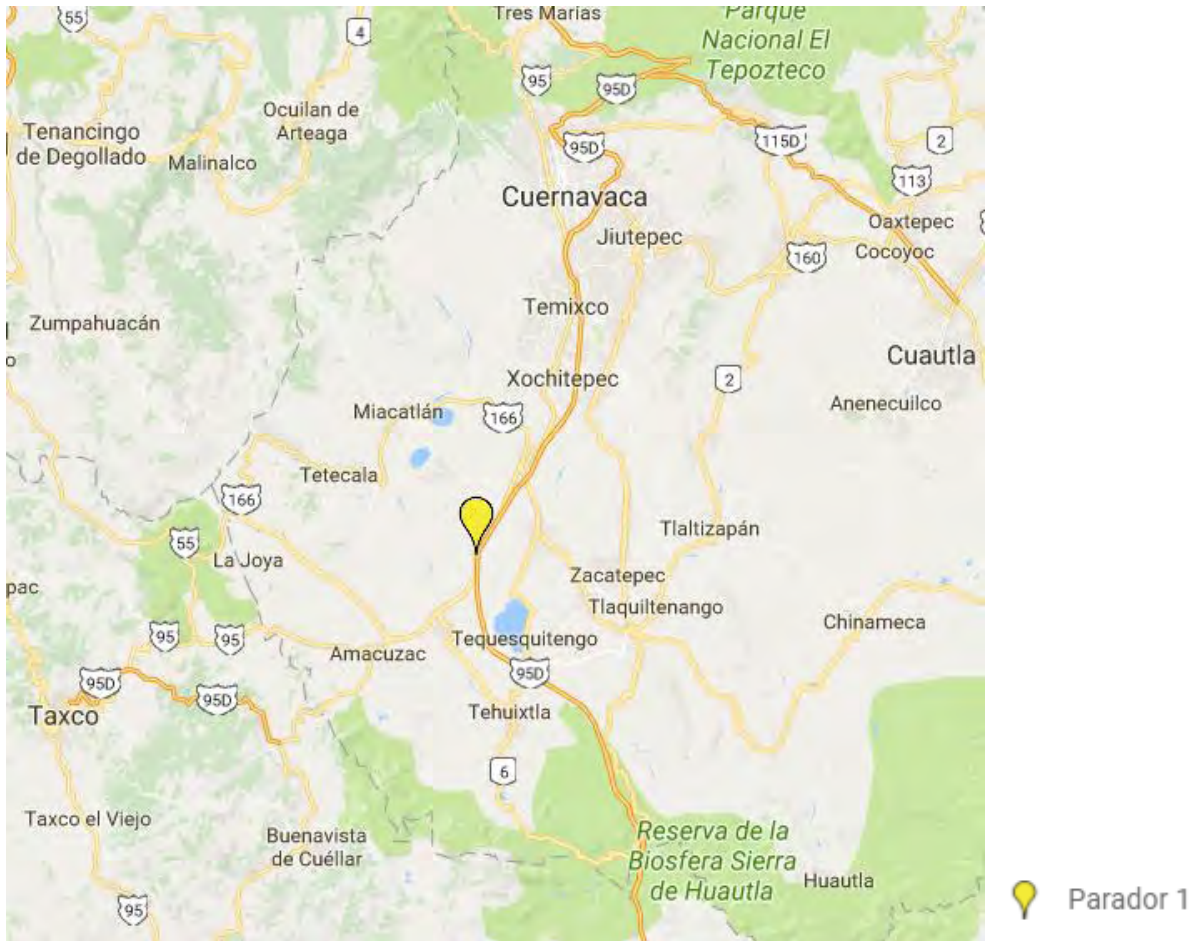 55
Tres Marias
Parque
Nacional El
Tepozteco
4
95
95D
Ocuilan de
Arteaga
Tenancingo
de Degollado
Malinalco
95D
115D
2
113
Cuernavaca
Oaxtepec
Jiutepec
Cocoyoc
160
Temixco
Zumpahuacán
Cuautla
Xochitepec
2
Miacatlán
166
Anenecuilco
Tetecala
166
Tlaltizapán
55
La Joya
Zacatepec
pac
Tlaquiltenango
Chinameca
95
95
Tequesquitengo
Amacuzac
95D
95D
95D
Taxco
Tehuixtla
6
Taxco el Viejo
Buenavista
de Cuéllar
Reserva de la
Biosfera Sierra
de Huautla
Huautla
95
Parador 1